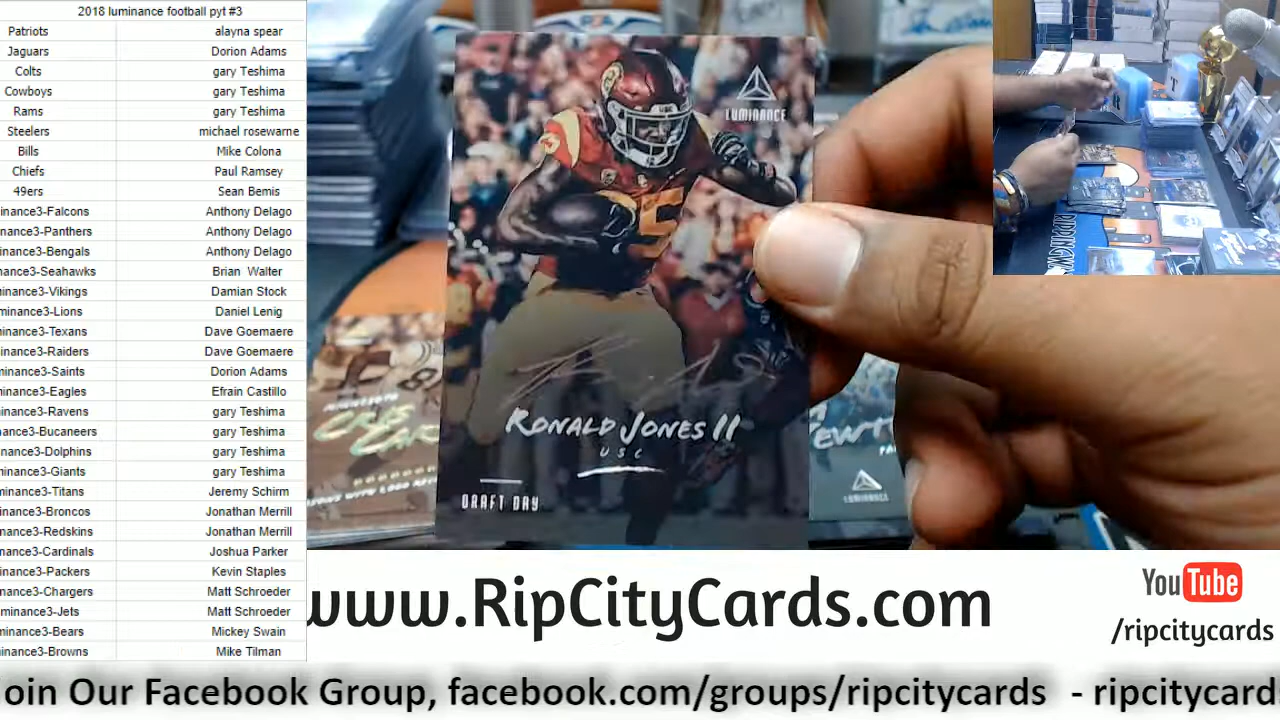 2018 luminance football pyt #3
Patriots alayna spear
Jaguars Dorion Adams
Colts gary Teshima
Cowboys gary Teshima
Rams gary Teshima
Steelers michael rosewarne
Bills Mike Colona
Chiefs Paul Ramsey
49ers Sean Bemis
inance3-Falcons Anthony Delago
inance3-Panthers Anthony Delago
inance3-Bengals Anthony Delago
inance3-Seahawks Brian Walter
inance3-Vikings Damian Stock
inance3-Lions Daniel Lenig
inance3-Texans Dave Goemaere
inance3-Raiders Dave Goemaere
inance3-Saints Dorion Adams
inance3-Eagles Efrain Castillo
inance3-Ravens gary Teshima
nance3-Bucaneers gary Teshima
nance3-Dolphins gary Teshima
inance3-Giants gary Teshima
inance3-Titans Jeremy Schirm
inance3-Broncos Jonathan Merrill
inance3-Redskins Jonathan Merrill
inance3-Cardinals Joshua Parker
inance3-Packers Kevin Staples
nance3-Chargers Matt Schroeder
minance3-Jets Matt Schroeder
minance3-Bears Mickey Swain
inance3-Browns Mike Tilman
LUMINANCE
25
RONALD JONES II
USC
DRAFT DAY
LUMINANCE
www.RipCityCards.com
YouTube
/ripcitycards
oin Our Facebook Group, facebook.com/groups/ripcitycards - ripcitycard